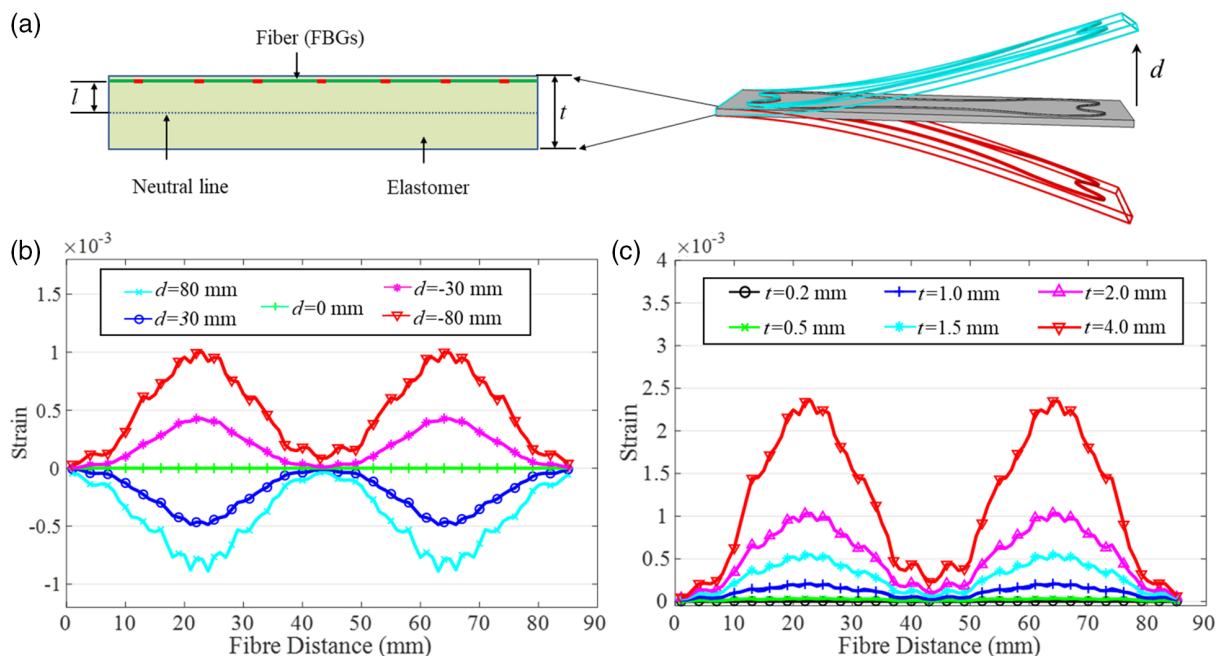 (a)
Fiber (FBGs)
l
t
d
Neutral line
Elastomer
(b)
×10⁻³
d=80 mm
d=30 mm
d=0 mm
d=-30 mm
d=-80 mm
1.5
1
0.5
0
-0.5
-1
Strain
0 10 20 30 40 50 60 70 80 90
Fibre Distance (mm)
(c)
×10⁻³
t=0.2 mm t=1.0 mm t=2.0 mm
t=0.5 mm t=1.5 mm t=4.0 mm
4
3.5
3
2.5
2
1.5
1
0.5
0
Strain
0 10 20 30 40 50 60 70 80 90
Fibre Distance (mm)